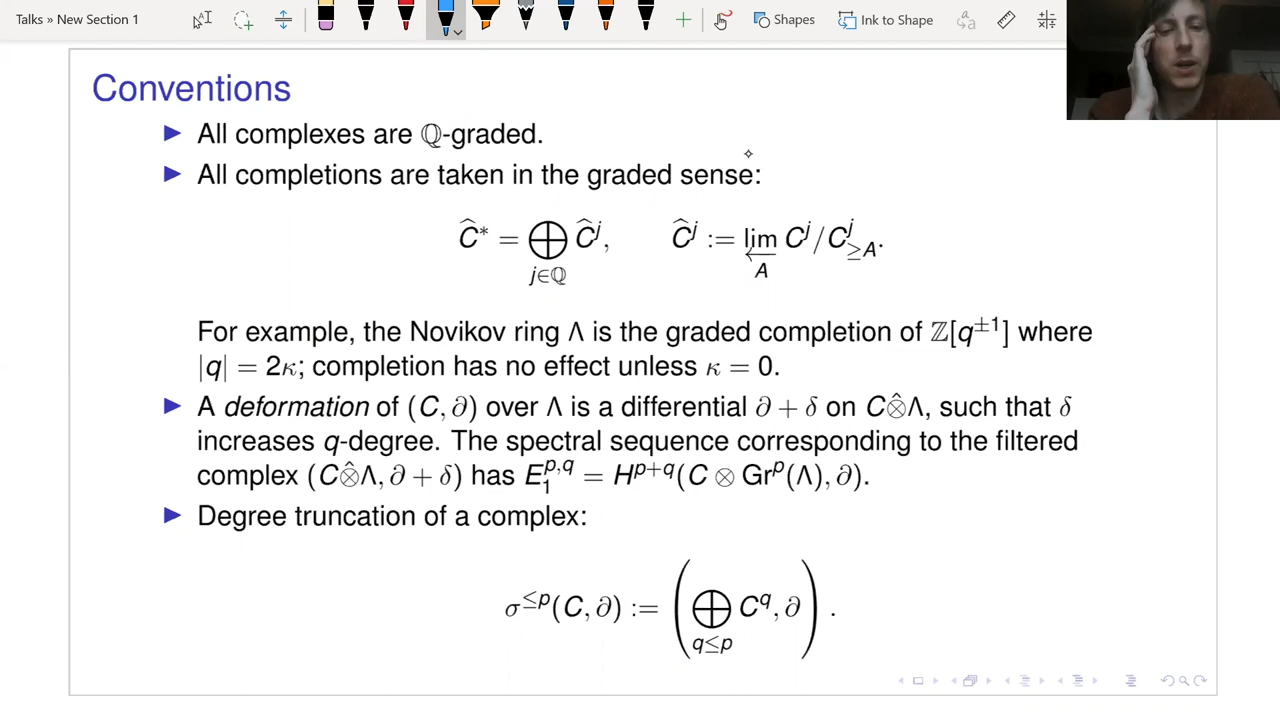 Talks » New Section 1
Shapes
Ink to Shape
Conventions
▶ All complexes are ℚ-graded.
▶ All completions are taken in the graded sense:
Ĉ* = ⨁_{j∈ℚ} Ĉ^j, Ĉ^j := lim_{←A} C^j / C^j_{≥A}.
For example, the Novikov ring Λ is the graded completion of ℤ[q^{±1}] where
|q| = 2κ; completion has no effect unless κ = 0.
▶ A deformation of (C, ∂) over Λ is a differential ∂ + δ on C⊗̂Λ, such that δ
increases q-degree. The spectral sequence corresponding to the filtered
complex (C⊗̂Λ, ∂ + δ) has E_1^{p,q} = H^{p+q}(C ⊗ Gr^p(Λ), ∂).
▶ Degree truncation of a complex:
σ^{≤p}(C, ∂) := (⨁_{q≤p} C^q, ∂).